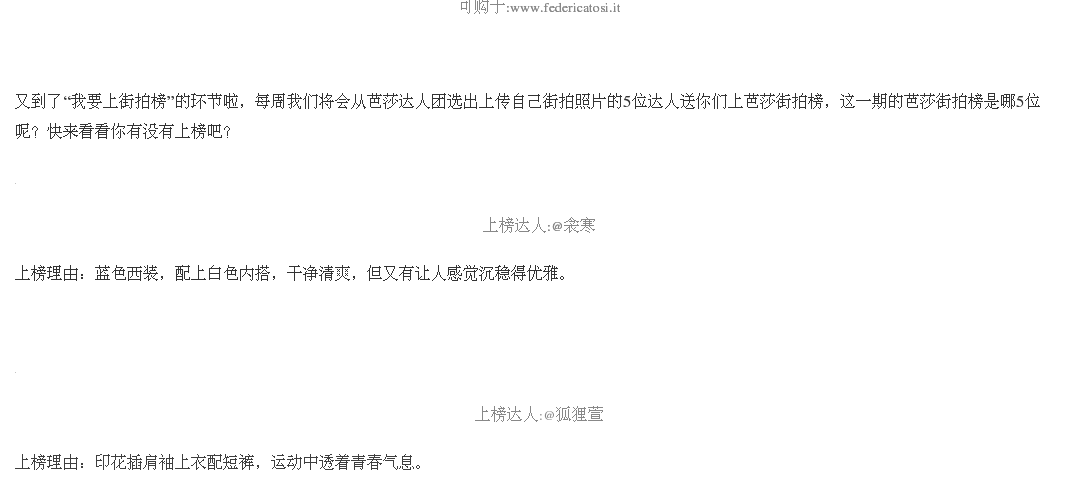 可购于:www.federicatosi.it
又到了“我要上街拍榜”的环节啦，每周我们将会从芭莎达人团选出上传自己街拍照片的5位达人送你们上芭莎街拍榜，这一期的芭莎街拍榜是哪5位
呢？快来看看你有没有上榜吧？
上榜达人:@衾寒
上榜理由：蓝色西装，配上白色内搭，干净清爽，但又有让人感觉沉稳得优雅。
上榜达人:@狐狸萱
上榜理由：印花插肩袖上衣配短裤，运动中透着青春气息。